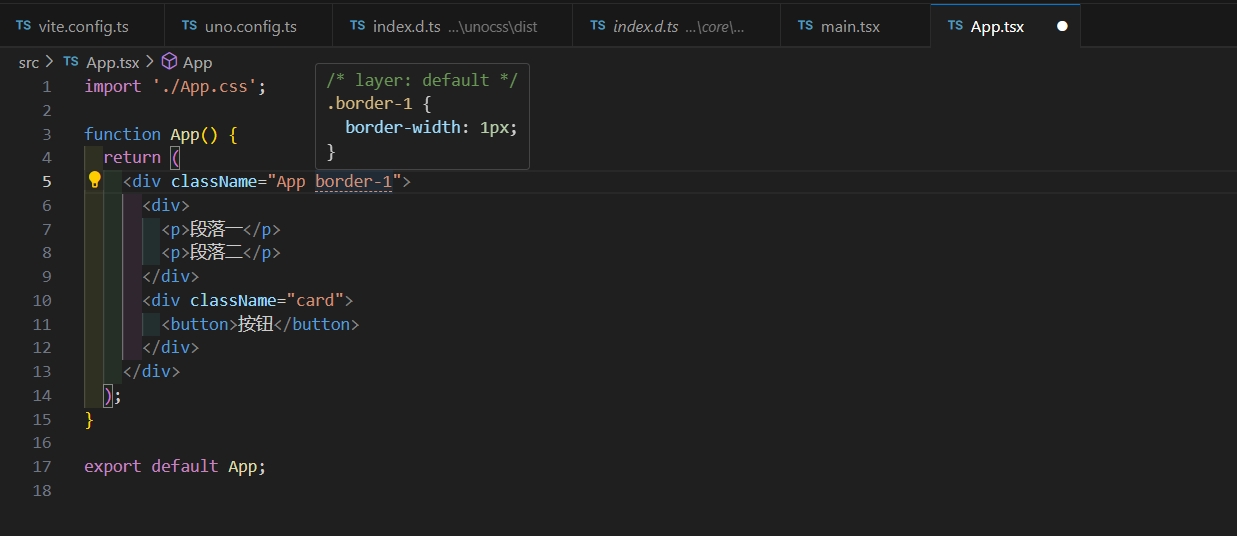 TS vite.config.ts TS uno.config.ts TS index.d.ts ...\unocss\dist TS index.d.ts ...\core\... TS main.tsx TS App.tsx
src > TS App.tsx > App
1 import './App.css';
2
3 function App() {
4 return (
5 <div className="App border-1">
6 <div>
7 <p>段落一</p>
8 <p>段落二</p>
9 </div>
10 <div className="card">
11 <button>按钮</button>
12 </div>
13 </div>
14 );
15 }
16
17 export default App;
18
/* layer: default */
.border-1 {
border-width: 1px;
}